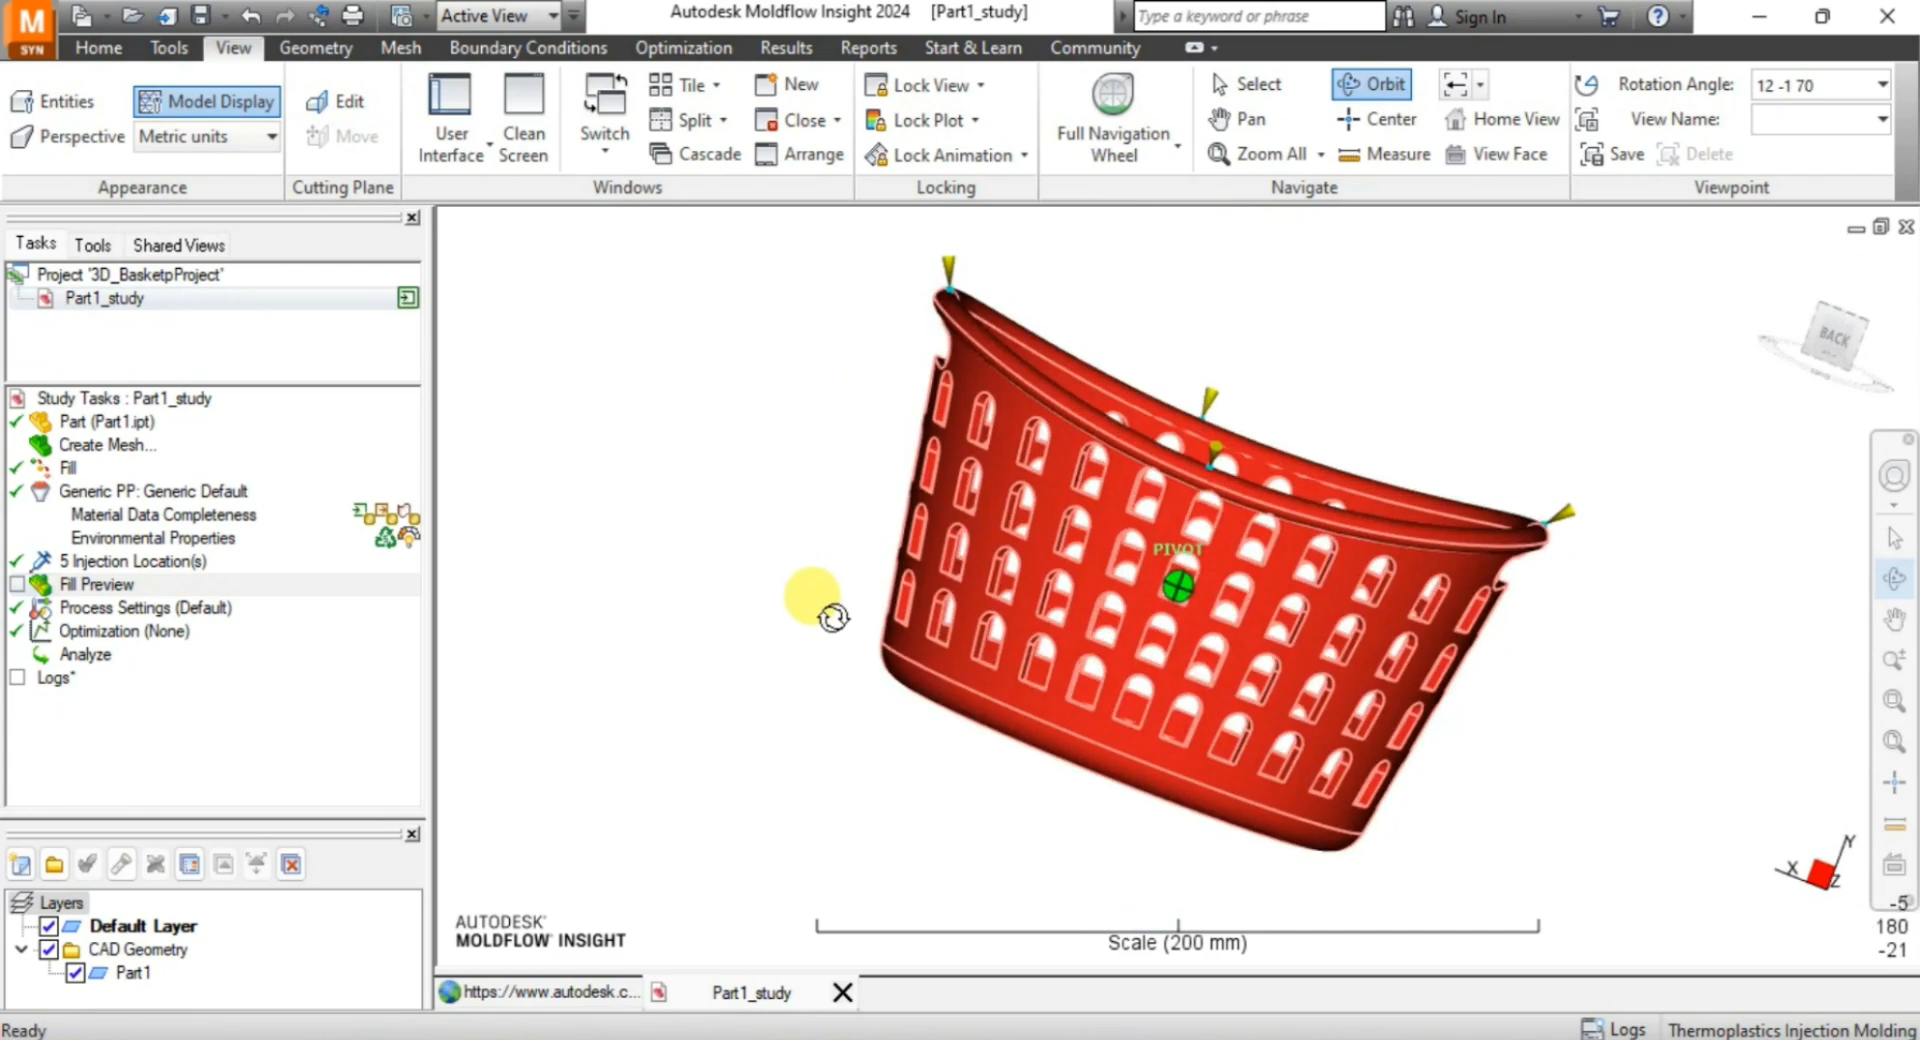 M
SYN
Active View
Autodesk Moldflow Insight 2024 [Part1_study]
Type a keyword or phrase
Sign In
Home Tools View Geometry Mesh Boundary Conditions Optimization Results Reports Start & Learn Community
Entities
Model Display
Perspective
Metric units
Appearance
Edit
Move
Cutting Plane
User Interface
Clean Screen
Switch
Tile
Split
Cascade
New
Close
Arrange
Windows
Lock View
Lock Plot
Lock Animation
Locking
Full Navigation Wheel
Select
Pan
Zoom All
Orbit
Center
Measure
Home View
View Face
Navigate
Rotation Angle: 12 -1 70
View Name:
Save
Delete
Viewpoint
Tasks Tools Shared Views
Project '3D_BasketpProject'
Part1_study
Study Tasks : Part1_study
Part (Part1.ipt)
Create Mesh...
Fill
Generic PP: Generic Default
Material Data Completeness
Environmental Properties
5 Injection Location(s)
Fill Preview
Process Settings (Default)
Optimization (None)
Analyze
Logs*
Layers
Default Layer
CAD Geometry
Part1
BACK
PIVOT
Y
X
Z
-5
180
-21
AUTODESK
MOLDFLOW INSIGHT
Scale (200 mm)
https://www.autodesk.c...
Part1_study
Ready
Logs
Thermoplastics Injection Molding